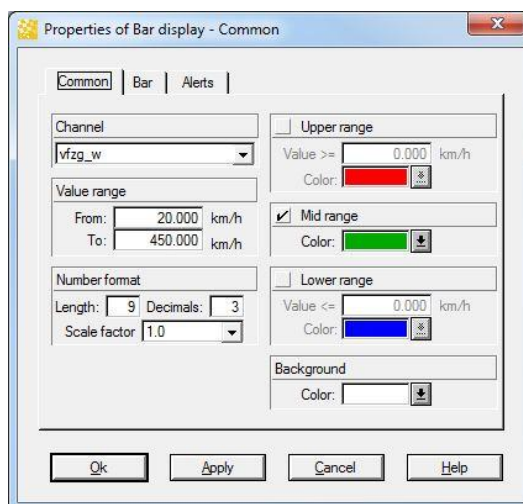 Properties of Bar display - Common
Common
Bar
Alerts
Channel
vfzg_w
Value range
From: 20.000 km/h
To: 450.000 km/h
Number format
Length: 9 Decimals: 3
Scale factor 1.0
Upper range
Value >= 0.000 km/h
Color:
Mid range
Color:
Lower range
Value <= 0.000 km/h
Color:
Background
Color:
Ok
Apply
Cancel
Help